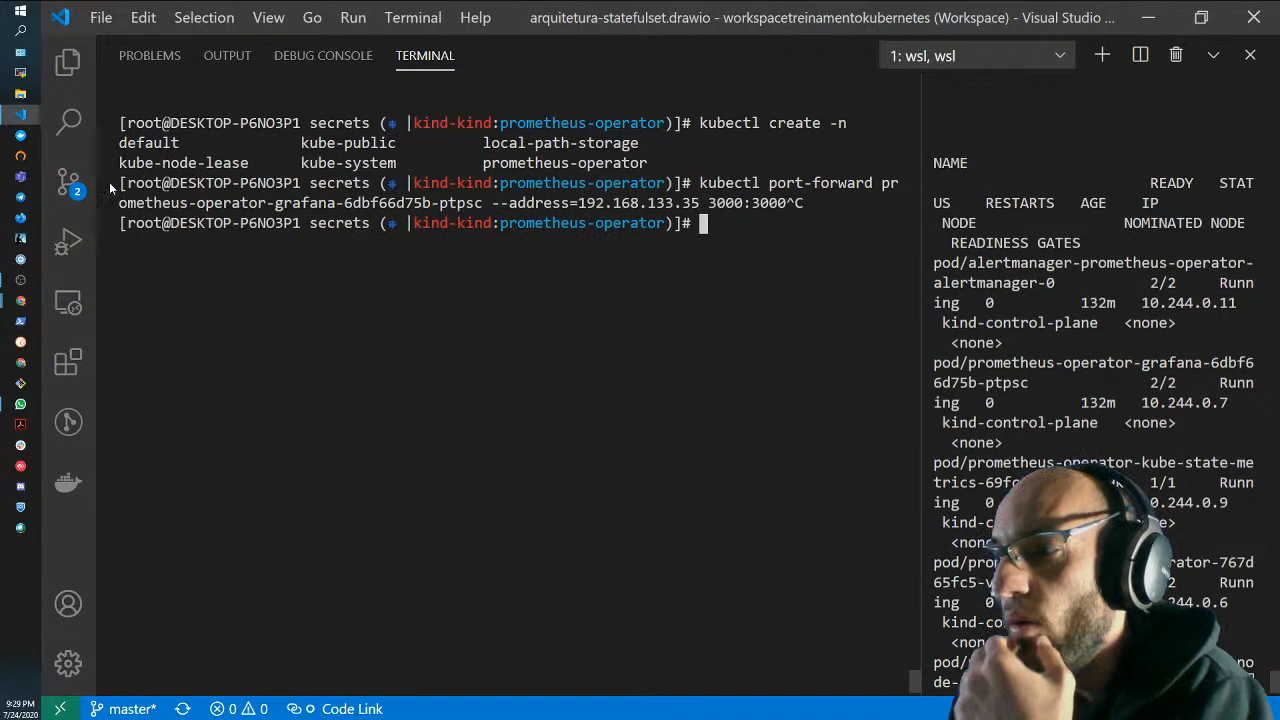 File Edit Selection View Go Run Terminal Help
arquitetura-statefulset.drawio - workspacetreinamentokubernetes (Workspace) - Visual Studio ...
PROBLEMS OUTPUT DEBUG CONSOLE TERMINAL
1: wsl, wsl
[root@DESKTOP-P6NO3P1 secrets (⎈ |kind-kind:prometheus-operator)]# kubectl create -n
default kube-public local-path-storage
kube-node-lease kube-system prometheus-operator
[root@DESKTOP-P6NO3P1 secrets (⎈ |kind-kind:prometheus-operator)]# kubectl port-forward pr
ometheus-operator-grafana-6dbf66d75b-ptpsc --address=192.168.133.35 3000:3000^C
[root@DESKTOP-P6NO3P1 secrets (⎈ |kind-kind:prometheus-operator)]#
NAME
READY STAT
US RESTARTS AGE IP
NODE NOMINATED NODE
READINESS GATES
pod/alertmanager-prometheus-operator-
alertmanager-0 2/2 Runn
ing 0 132m 10.244.0.11
kind-control-plane <none>
<none>
pod/prometheus-operator-grafana-6dbf6
6d75b-ptpsc 2/2 Runn
ing 0 132m 10.244.0.7
kind-control-plane <none>
<none>
pod/prometheus-operator-kube-state-me
trics-69fc 1/1 Runn
ing 0 .0.9
kind-co
<none
ator-767d
65fc5-v 2 Runn
ing 0 .0.6
kind-co
<none
no
de-
2
9:29 PM
7/24/2020
master* 0 0 Code Link